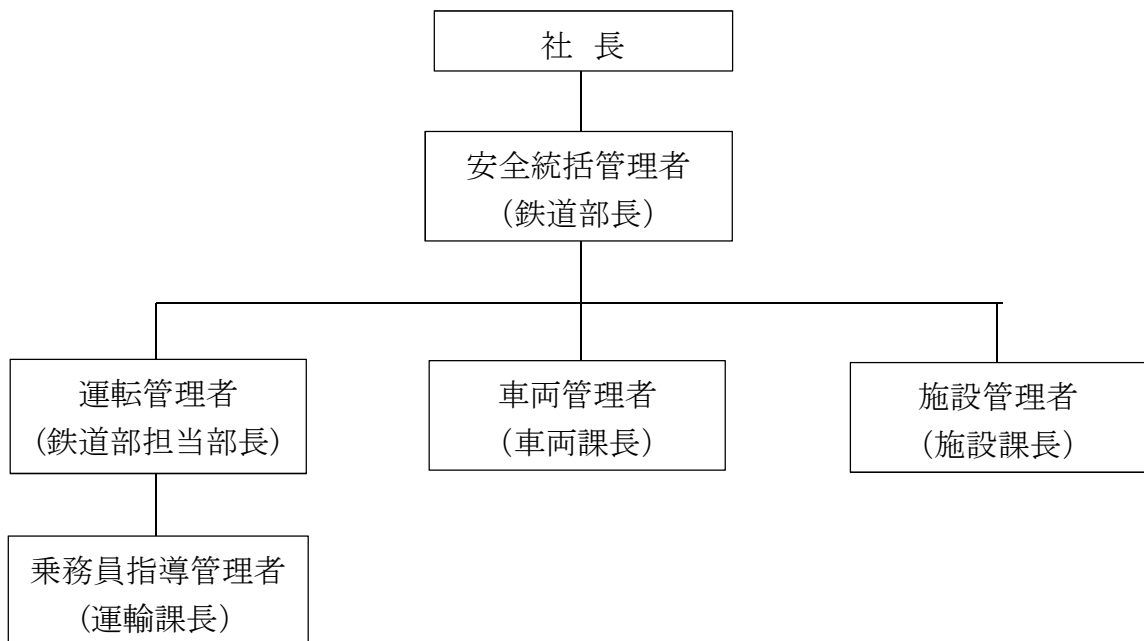 社 長
安全統括管理者
(鉄道部長)
運転管理者
(鉄道部担当部長)
車両管理者
(車両課長)
施設管理者
(施設課長)
乗務員指導管理者
(運輸課長)